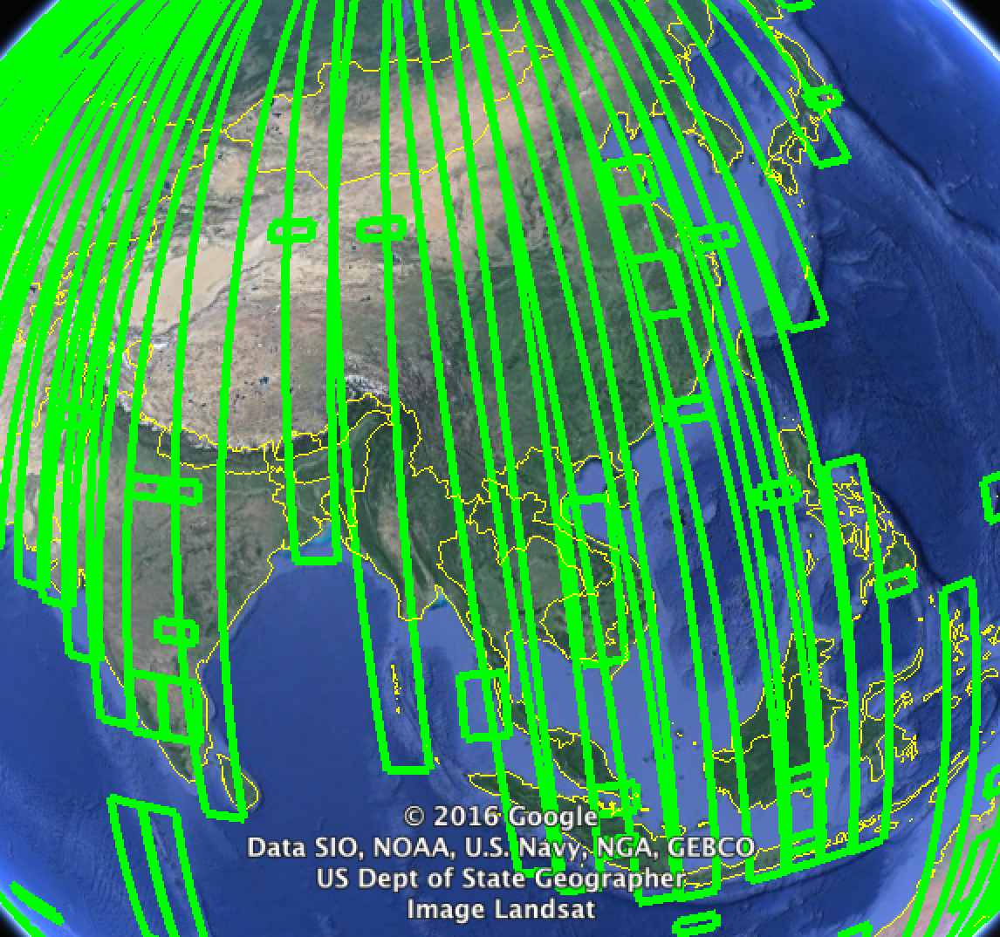 © 2016 Google
Data SIO, NOAA, U.S. Navy, NGA, GEBCO
US Dept of State Geographer
Image Landsat